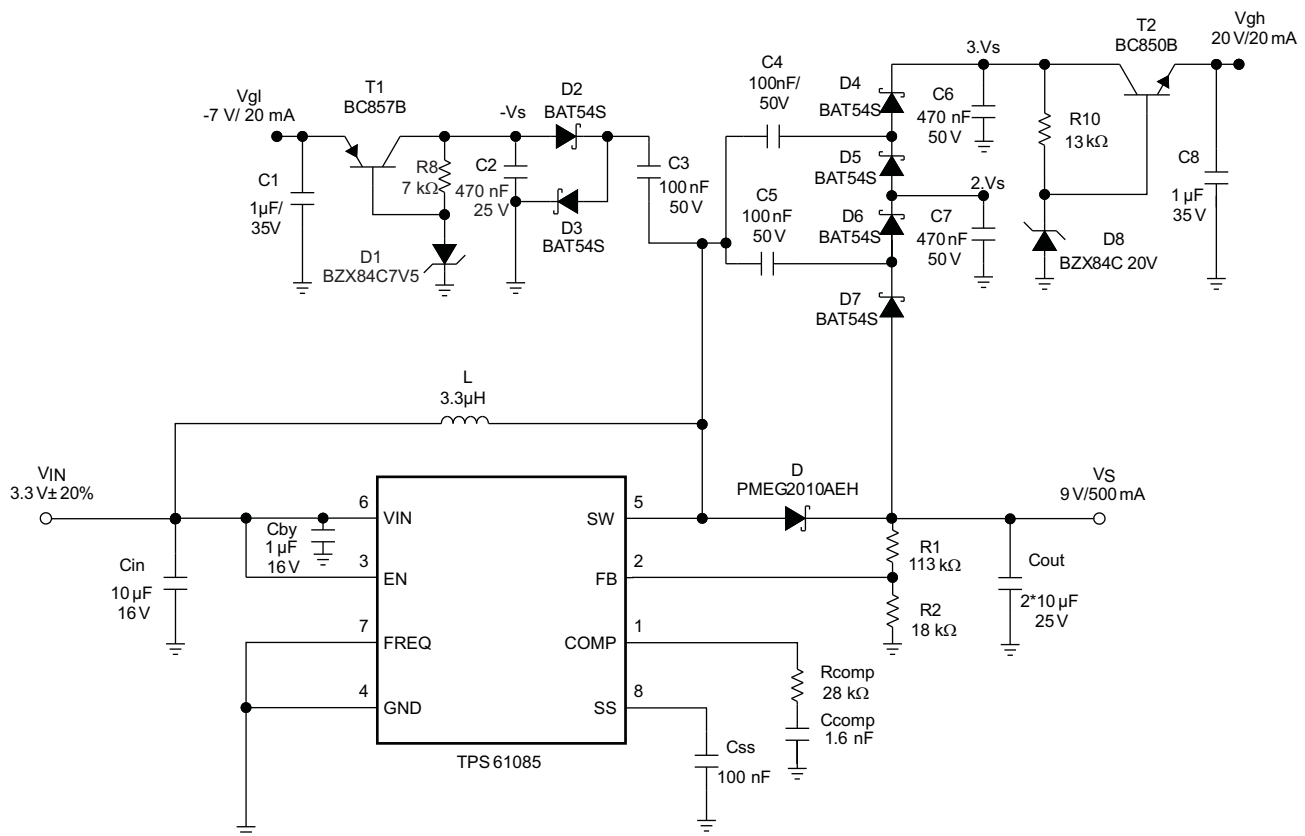 T2
BC850B
Vgh
20 V/20 mA
3.Vs
C4
100nF/
50V
D4
BAT54S
C6
470 nF
50 V
R10
13 kΩ
C8
1 µF
35 V
Vgl
-7 V/ 20 mA
T1
BC857B
D2
BAT54S
-Vs
C1
1µF/
35V
R8
7 kΩ
C2
470 nF
25 V
C3
100 nF
50 V
D3
BAT54S
D1
BZX84C7V5
D5
BAT54S
C5
100 nF
50 V
2.Vs
D6
BAT54S
C7
470 nF
50 V
D8
BZX84C 20V
D7
BAT54S
L
3.3µH
VIN
3.3 V± 20%
Cin
10 µF
16 V
Cby
1 µF
16 V
6
VIN
3
EN
7
FREQ
4
GND
5
SW
2
FB
1
COMP
8
SS
TPS 61085
D
PMEG2010AEH
VS
9 V/500 mA
R1
113 kΩ
R2
18 kΩ
Cout
2*10 µF
25 V
Rcomp
28 kΩ
Ccomp
1.6 nF
Css
100 nF